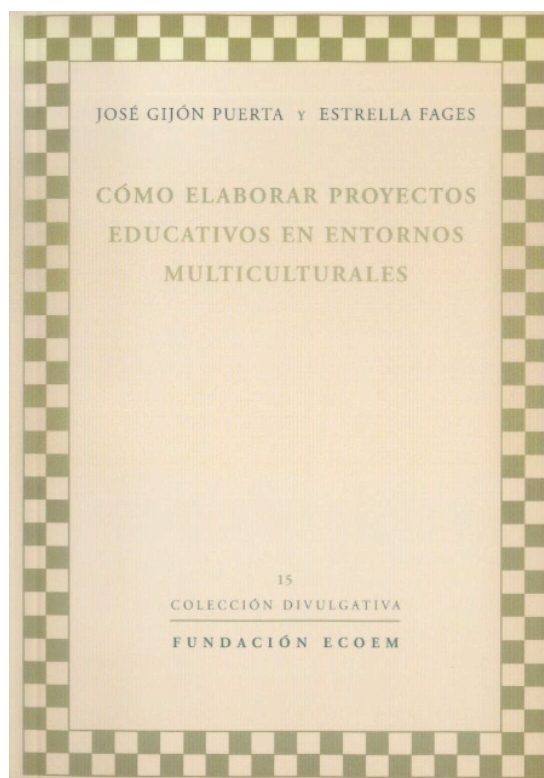 JOSÉ GIJÓN PUERTA Y ESTRELLA FAGES
CÓMO ELABORAR PROYECTOS
EDUCATIVOS EN ENTORNOS
MULTICULTURALES
15
COLECCIÓN DIVULGATIVA
FUNDACIÓN ECOEM